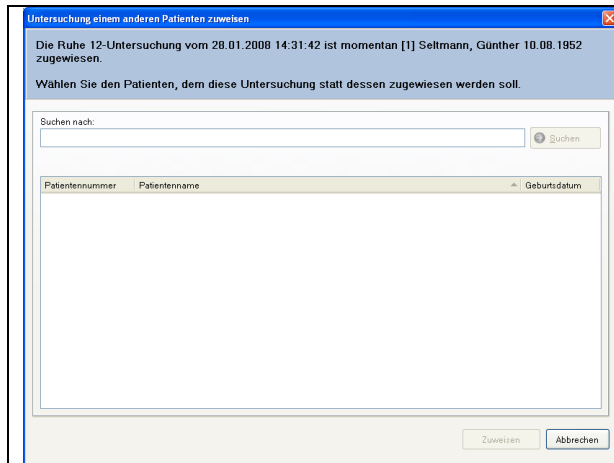 Untersuchung einem anderen Patienten zuweisen
Die Ruhe 12-Untersuchung vom 28.01.2008 14:31:42 ist momentan [1] Seltmann, Günther 10.08.1952
zugewiesen.
Wählen Sie den Patienten, dem diese Untersuchung statt dessen zugewiesen werden soll.
Suchen nach:
Suchen
Patientennummer Patientenname Geburtsdatum
Zuweisen Abbrechen